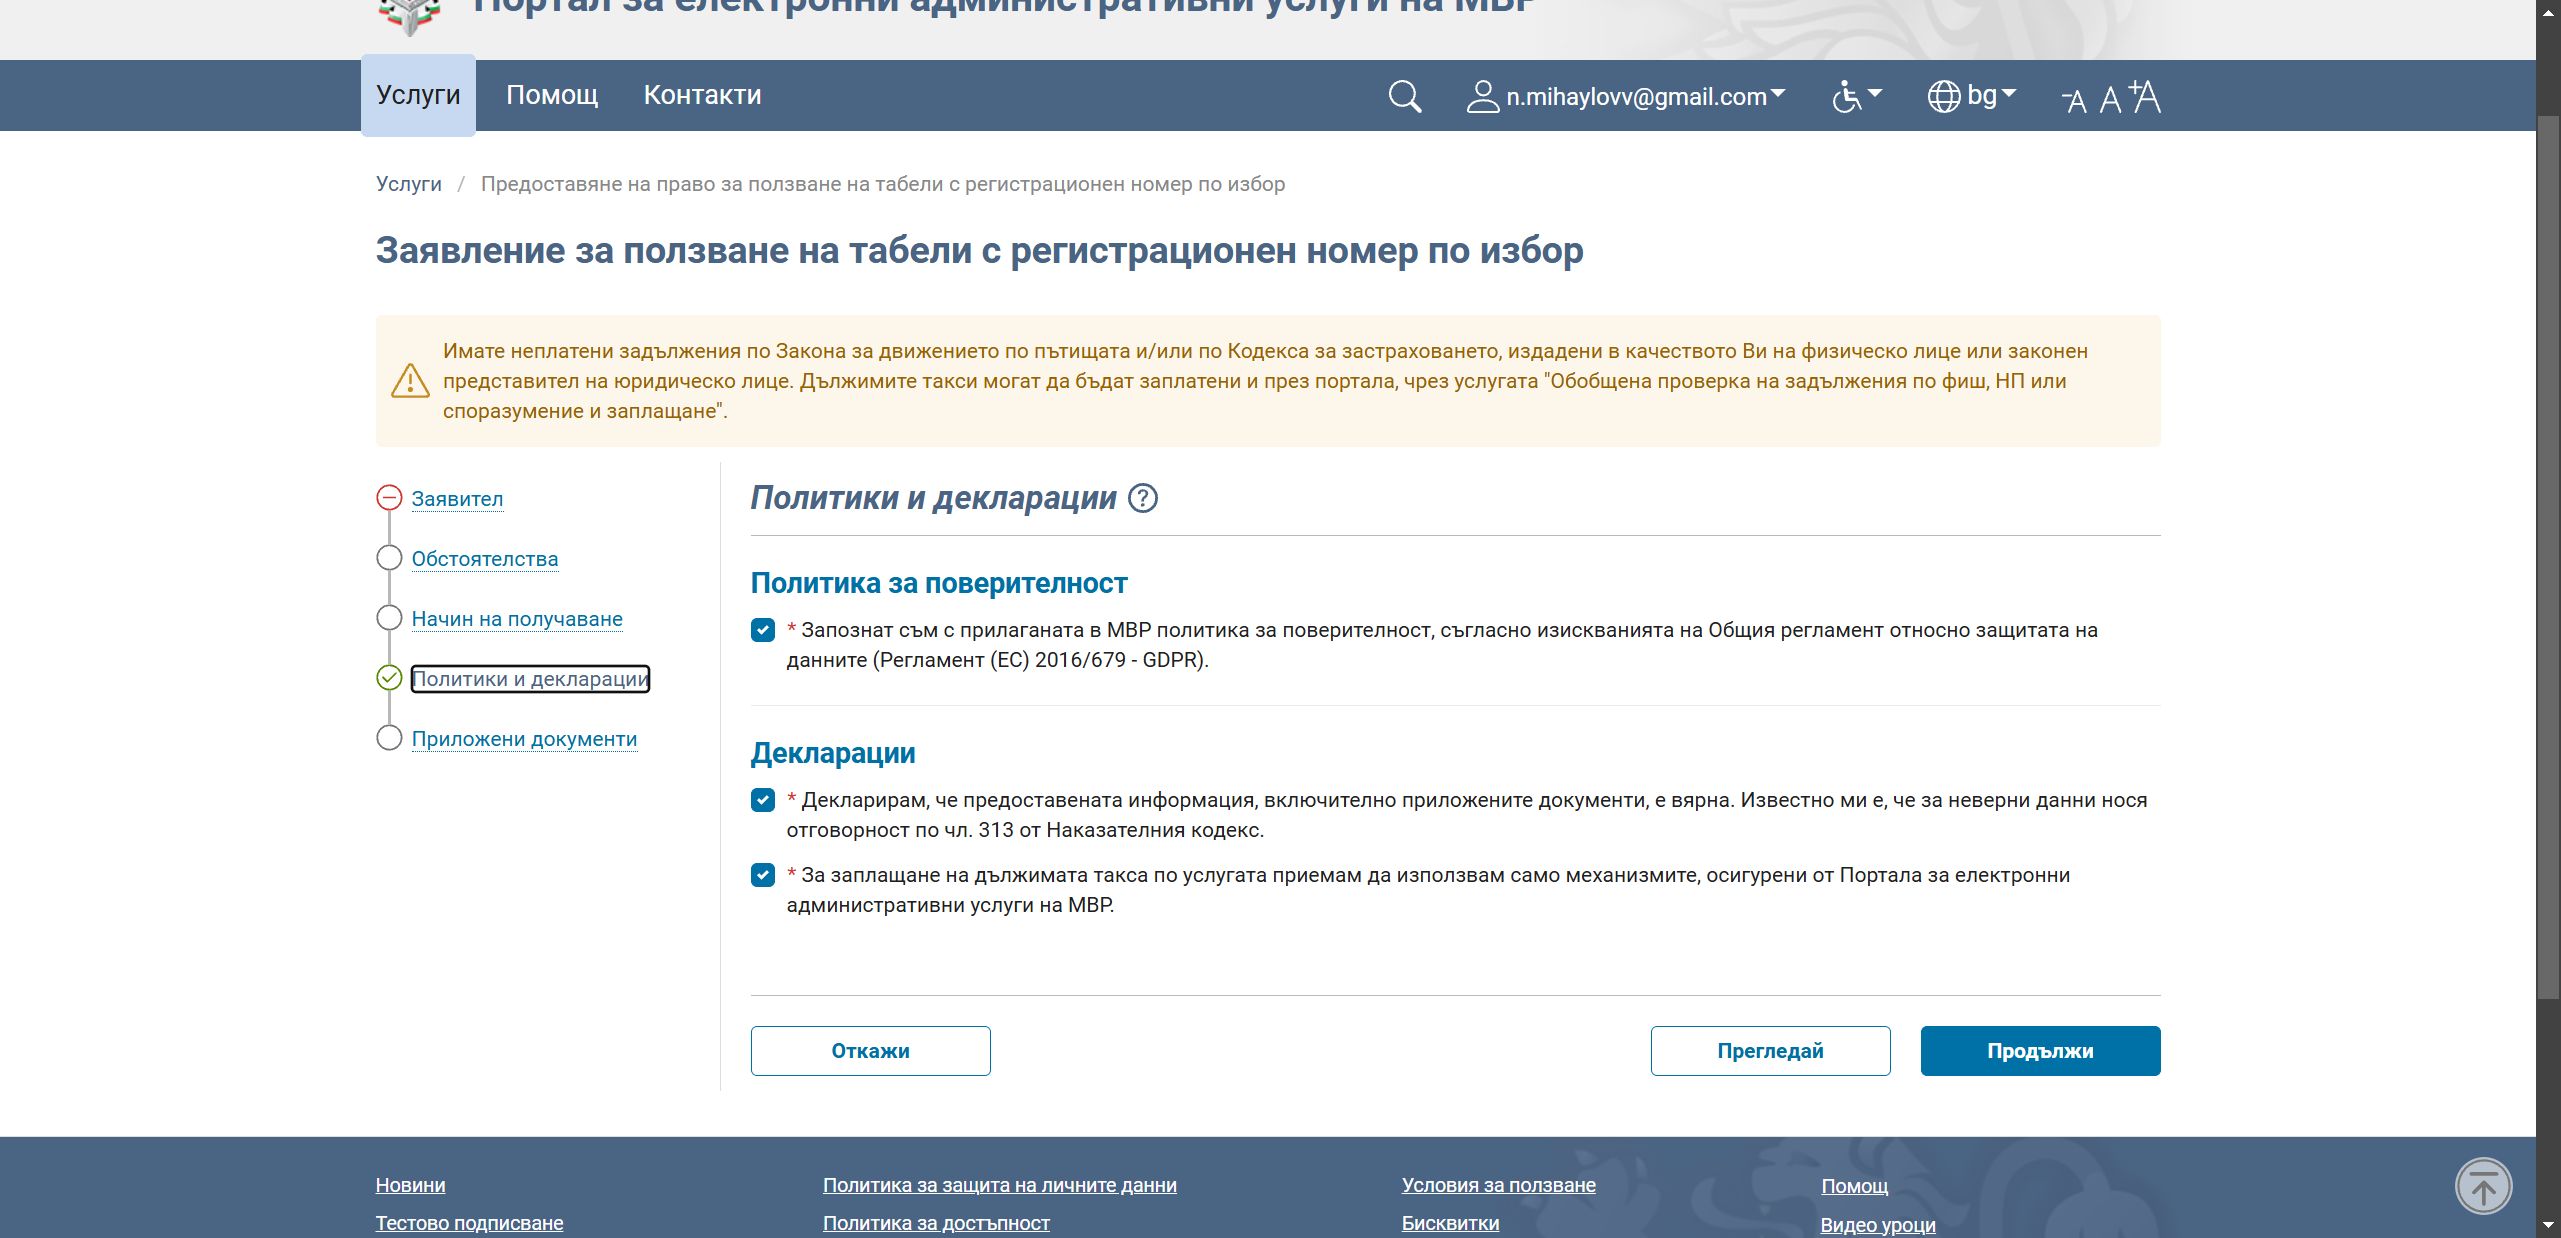 Портал за електронни административни услуги на МВР
Услуги
Помощ
Контакти
n.mihaylovv@gmail.com
bg
-A A +A
Услуги / Предоставяне на право за ползване на табели с регистрационен номер по избор
Заявление за ползване на табели с регистрационен номер по избор
Имате неплатени задължения по Закона за движението по пътищата и/или по Кодекса за застраховането, издадени в качеството Ви на физическо лице или законен
представител на юридическо лице. Дължимите такси могат да бъдат заплатени и през портала, чрез услугата "Обобщена проверка на задължения по фиш, НП или
споразумение и заплащане".
Заявител
Обстоятелства
Начин на получаване
Политики и декларации
Приложени документи
Политики и декларации ?
Политика за поверителност
* Запознат съм с прилаганата в МВР политика за поверителност, съгласно изискванията на Общия регламент относно защитата на
данните (Регламент (ЕС) 2016/679 - GDPR).
Декларации
* Декларирам, че предоставената информация, включително приложените документи, е вярна. Известно ми е, че за неверни данни нося
отговорност по чл. 313 от Наказателния кодекс.
* За заплащане на дължимата такса по услугата приемам да използвам само механизмите, осигурени от Портала за електронни
административни услуги на МВР.
Откажи
Прегледай
Продължи
Новини
Политика за защита на личните данни
Условия за ползване
Помощ
Тестово подписване
Политика за достъпност
Бисквитки
Видео уроци